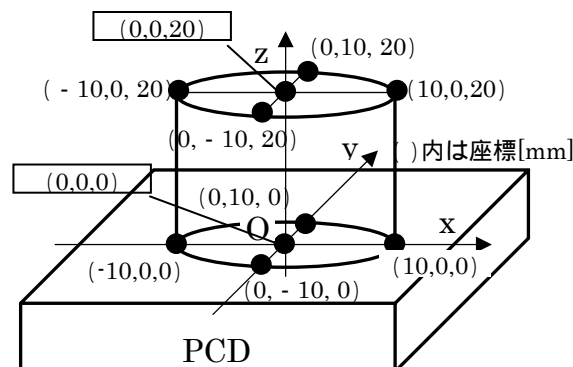 (0,0,20)
z
(0,10, 20)
( - 10,0, 20)
(10,0,20)
(0, - 10, 20)
y
( )内は座標[mm]
(0,0,0)
(0,10, 0)
O
x
(-10,0,0)
(10,0,0)
(0, - 10, 0)
PCD